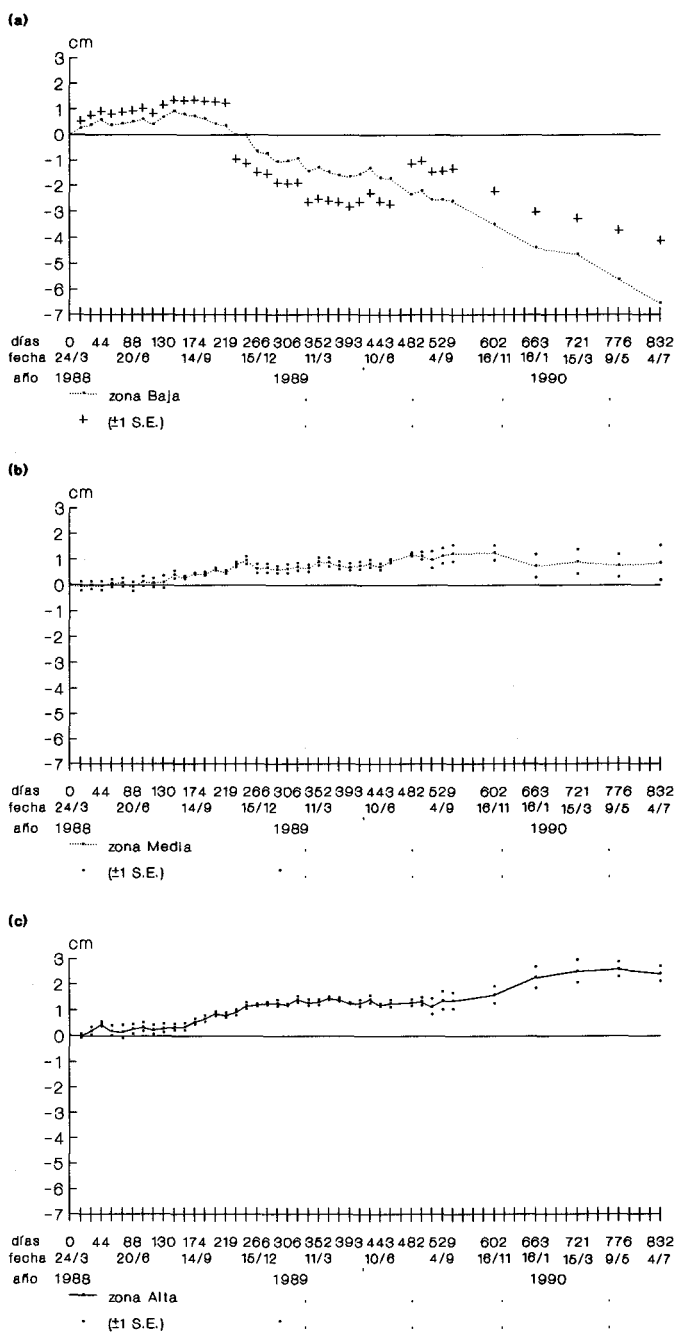 (a)
cm
3
2
1
0
-1
-2
-3
-4
-5
-6
-7
días 0 44 88 130 174 219 266 306 352 393 443 482 529 602 663 721 776 832
fecha 24/3 20/6 14/9 15/12 11/3 10/6 4/9 16/11 16/1 15/3 9/5 4/7
año 1988 1989 1990
zona Baja
+ (±1 S.E.)
(b)
cm
3
2
1
0
-1
-2
-3
-4
-5
-6
-7
días 0 44 88 130 174 219 266 306 352 393 443 482 529 602 663 721 776 832
fecha 24/3 20/6 14/9 15/12 11/3 10/6 4/9 16/11 16/1 15/3 9/5 4/7
año 1988 1989 1990
zona Media
(±1 S.E.)
(c)
cm
3
2
1
0
-1
-2
-3
-4
-5
-6
-7
días 0 44 88 130 174 219 266 306 352 393 443 482 529 602 663 721 776 832
fecha 24/3 20/6 14/9 15/12 11/3 10/6 4/9 16/11 16/1 15/3 9/5 4/7
año 1988 1989 1990
zona Alta
(±1 S.E.)